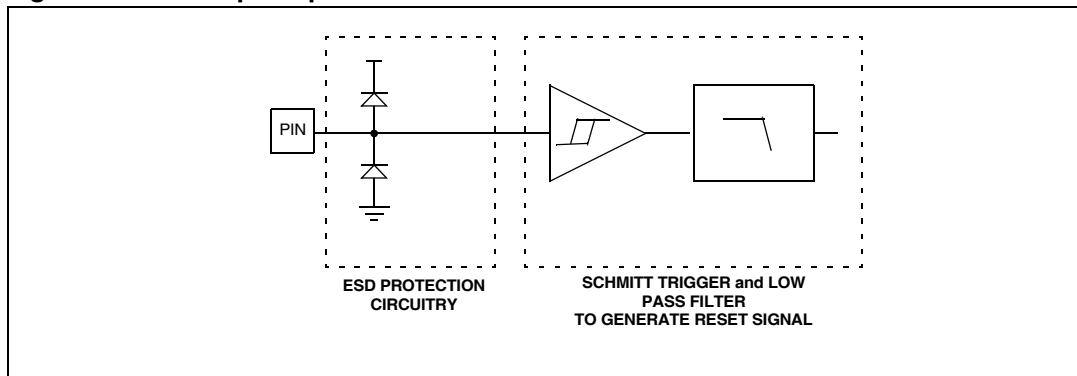 PIN
ESD PROTECTION
CIRCUITRY
SCHMITT TRIGGER and LOW
PASS FILTER
TO GENERATE RESET SIGNAL